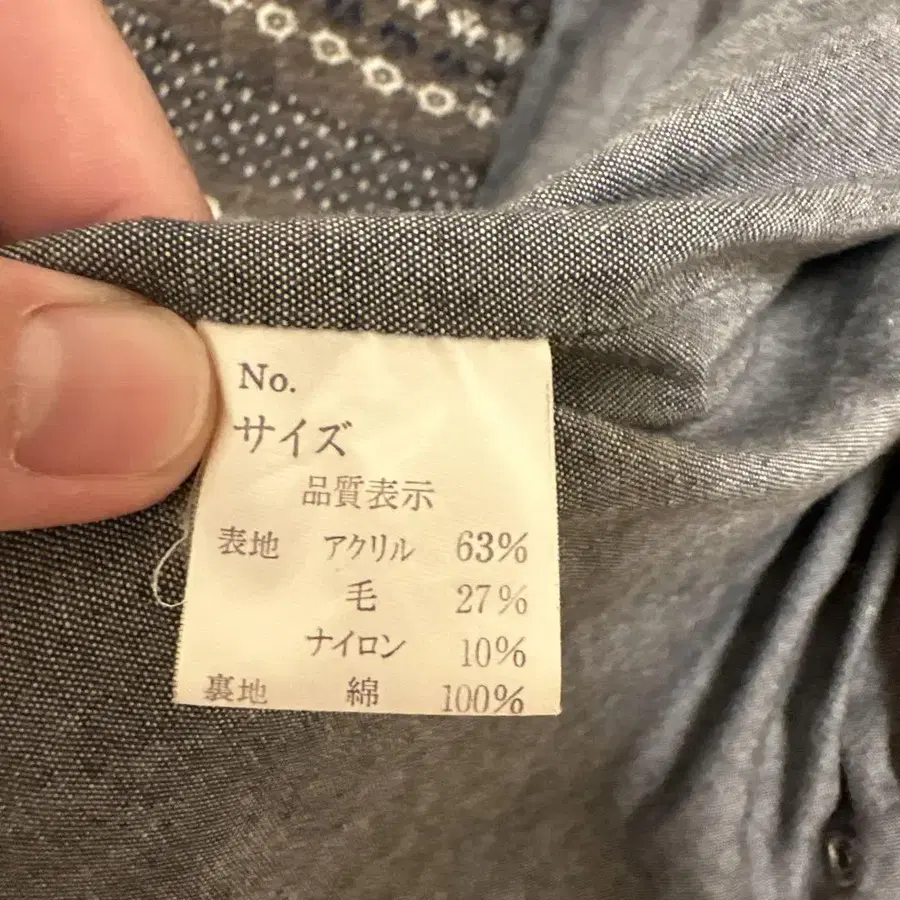 No.
サイズ
品質表示
表地 アクリル 63%
毛 27%
ナイロン 10%
裏地 綿 100%